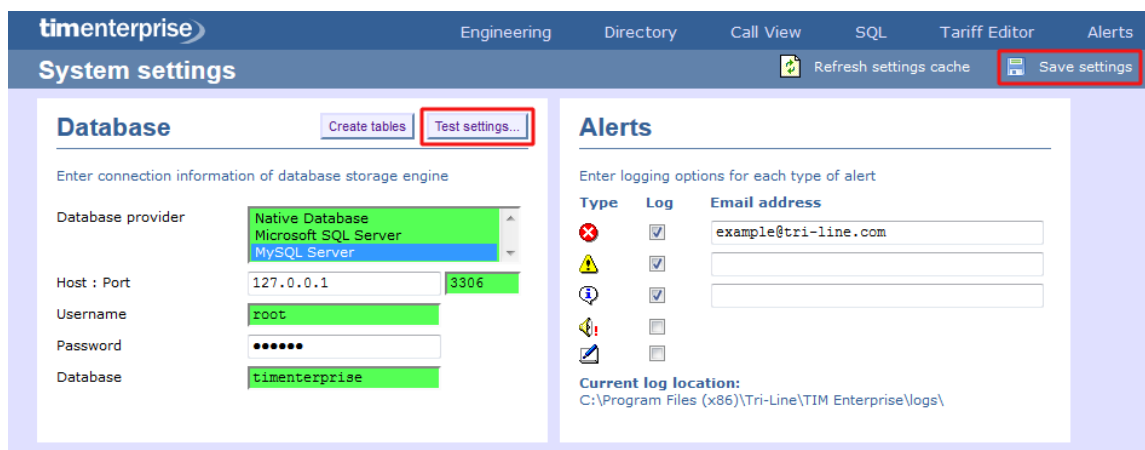 timenterprise
Engineering Directory Call View SQL Tariff Editor Alerts
System settings
Refresh settings cache Save settings
Database
Create tables Test settings...
Enter connection information of database storage engine
Database provider
Native Database
Microsoft SQL Server
MySQL Server
Host : Port 127.0.0.1 3306
Username root
Password ••••••
Database timenterprise
Alerts
Enter logging options for each type of alert
Type Log Email address
example@tri-line.com
Current log location:
C:\Program Files (x86)\Tri-Line\TIM Enterprise\logs\